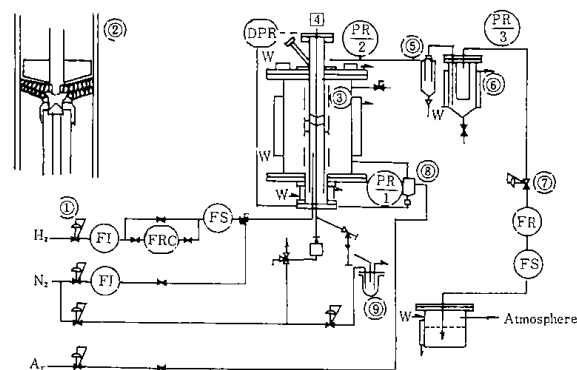 ②
DPR
4
W
PR
2
⑤
PR
3
⑥
③
W
W
W
PR
1
⑧
⑦
①
H₂
FI
FRC
FS
FR
N₂
FI
FS
⑨
W
Atmosphere
Ar